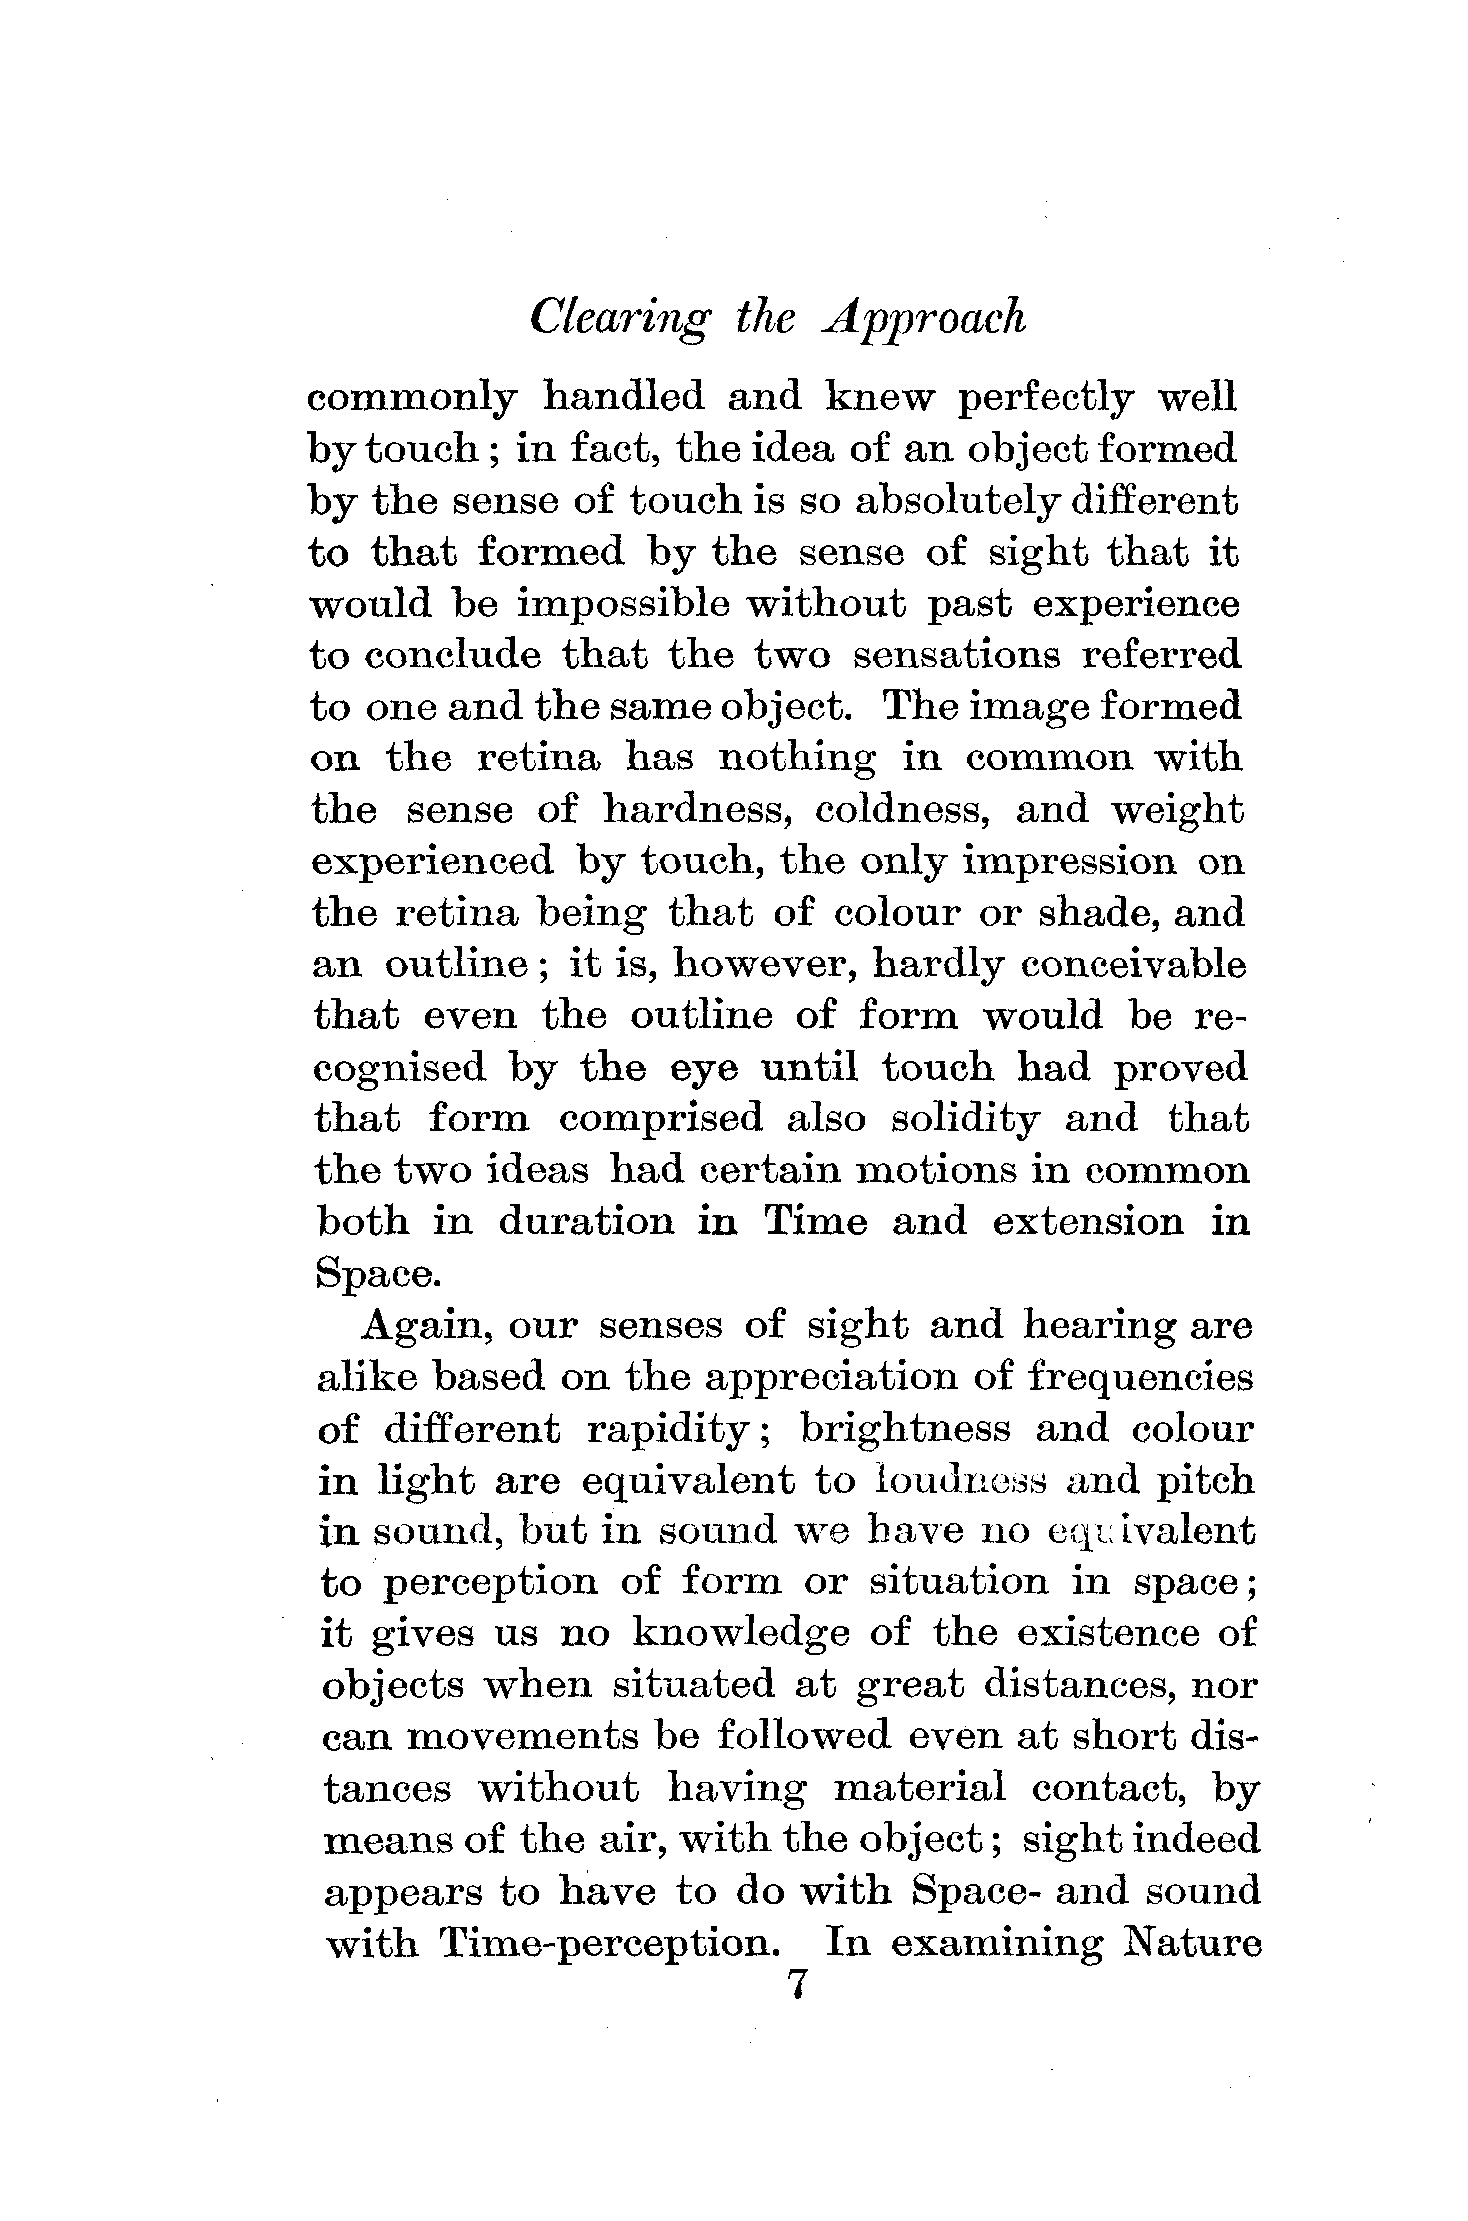 Clearing the Approach
commonly handled and knew perfectly well
by touch ; in fact, the idea of an object formed
by the sense of touch is so absolutely different
to that formed by the sense of sight that it
would be impossible without past experience
to conclude that the two sensations referred
to one and the same object. The image formed
on the retina has nothing in common with
the sense of hardness, coldness, and weight
experienced by touch, the only impression on
the retina being that of colour or shade, and
an outline ; it is, however, hardly conceivable
that even the outline of form would be re-
cognised by the eye until touch had proved
that form comprised also solidity and that
the two ideas had certain motions in common
both in duration in Time and extension in
Space.
Again, our senses of sight and hearing are
alike based on the appreciation of frequencies
of different rapidity ; brightness and colour
in light are equivalent to loudness and pitch
in sound, but in sound we have no equivalent
to perception of form or situation in space ;
it gives us no knowledge of the existence of
objects when situated at great distances, nor
can movements be followed even at short dis-
tances without having material contact, by
means of the air, with the object ; sight indeed
appears to have to do with Space- and sound
with Time-perception. In examining Nature
7